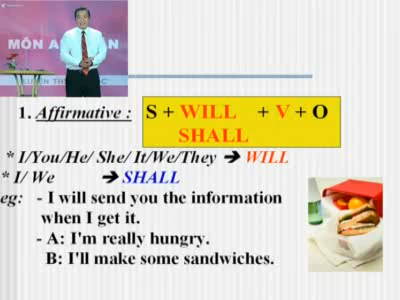 MÔN A
1. Affirmative :
S + WILL + V + O
SHALL
* I/You/He/ She/ It/We/They ➔ WILL
* I/ We ➔ SHALL
eg: - I will send you the information
when I get it.
- A: I'm really hungry.
B: I'll make some sandwiches.